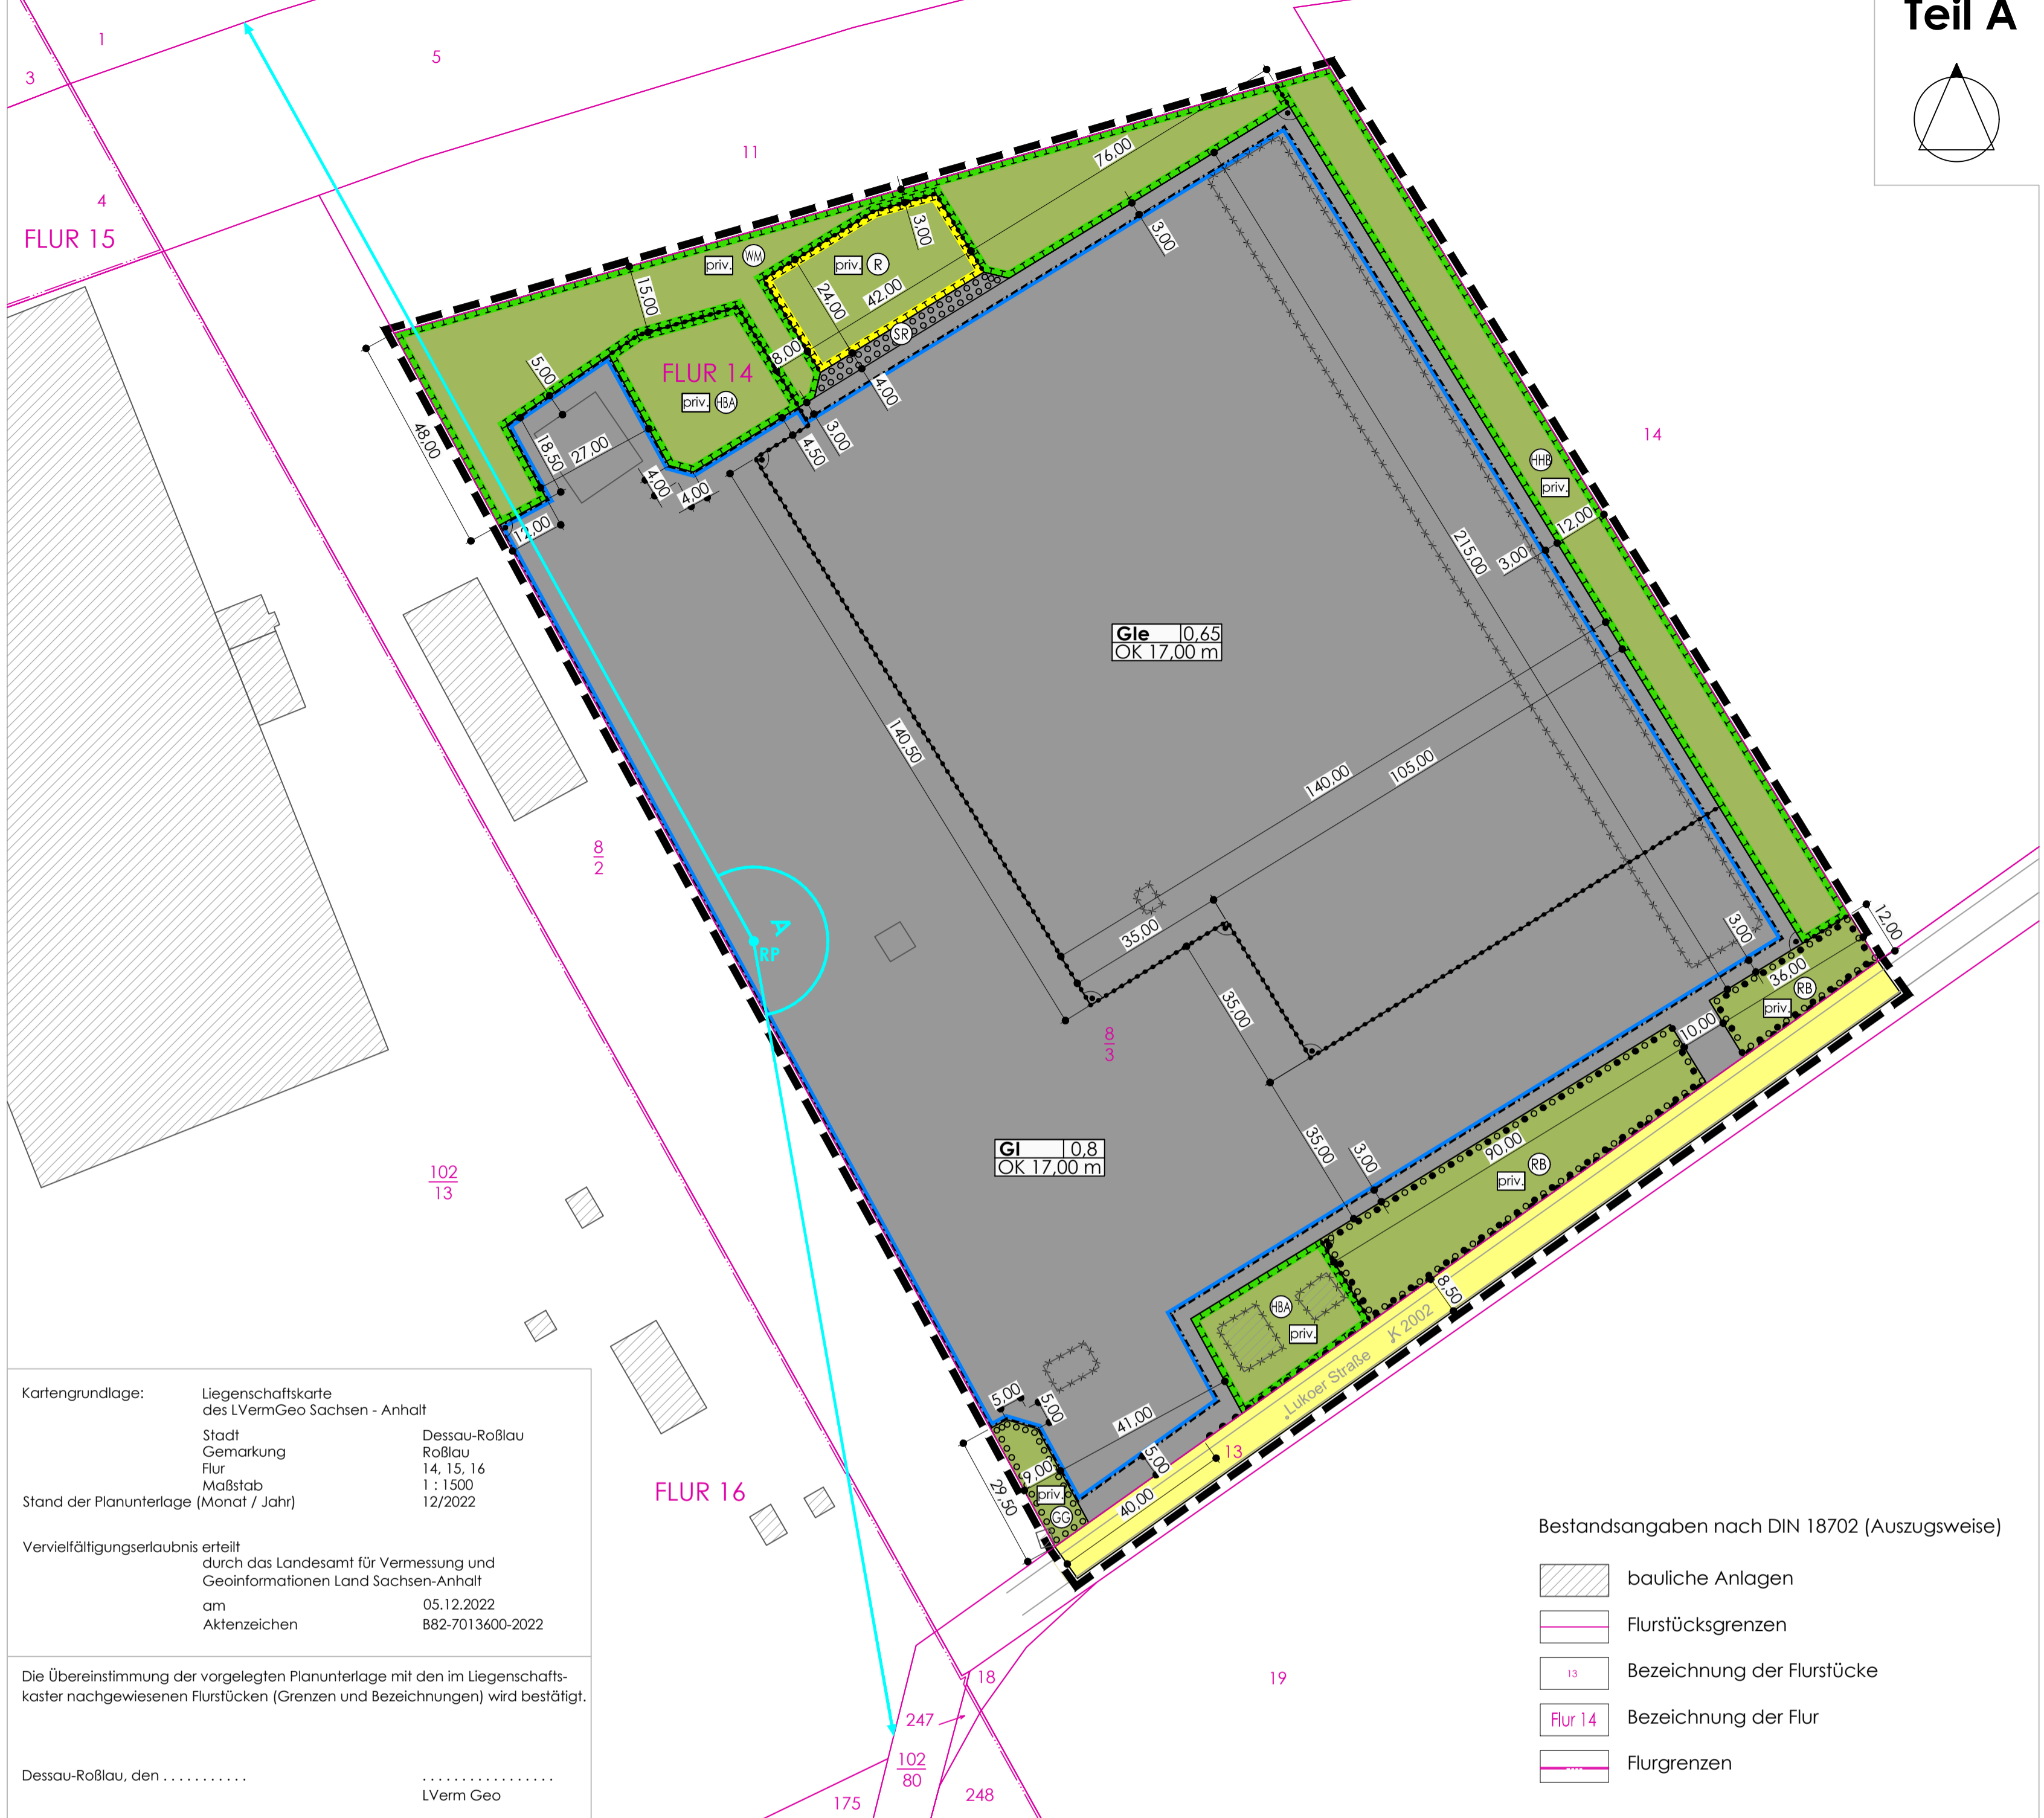 Teil A
1
5
3
11
4
FLUR 15
76,00
3,00
3,00
WM
priv.
priv.
R
15,00
24,00
42,00
SR
8,00
FLUR 14
priv.
HBA
4,00
5,00
48,00
18,50
27,00
3,00
4,50
4,00
4,00
12,00
14
HHB
priv.
12,00
215,00
3,00
GIe 0,65
OK 17,00 m
140,50
140,00
105,00
8
2
A
RP
35,00
12,00
3,00
36,00
RB
priv.
35,00
10,00
8
3
GI 0,8
OK 17,00 m
35,00
3,00
90,00
RB
priv.
102
13
HBA
priv.
8,50
K 2002
Lukoer Straße
5,00
5,00
41,00
13
5,00
9,00
29,50
priv.
40,00
GG
FLUR 16
18
19
247
102
80
175
248
Kartengrundlage: Liegenschaftskarte
des LVermGeo Sachsen - Anhalt
Stadt Dessau-Roßlau
Gemarkung Roßlau
Flur 14, 15, 16
Maßstab 1 : 1500
Stand der Planunterlage (Monat / Jahr) 12/2022
Vervielfältigungserlaubnis erteilt
durch das Landesamt für Vermessung und
Geoinformationen Land Sachsen-Anhalt
am 05.12.2022
Aktenzeichen B82-7013600-2022
Die Übereinstimmung der vorgelegten Planunterlage mit den im Liegenschafts-
kaster nachgewiesenen Flurstücken (Grenzen und Bezeichnungen) wird bestätigt.
Dessau-Roßlau, den . . . . . . . . . . . . . . . . . . . . . . . . . . . .
LVerm Geo
Bestandsangaben nach DIN 18702 (Auszugsweise)
bauliche Anlagen
Flurstücksgrenzen
13 Bezeichnung der Flurstücke
Flur 14 Bezeichnung der Flur
Flurgrenzen